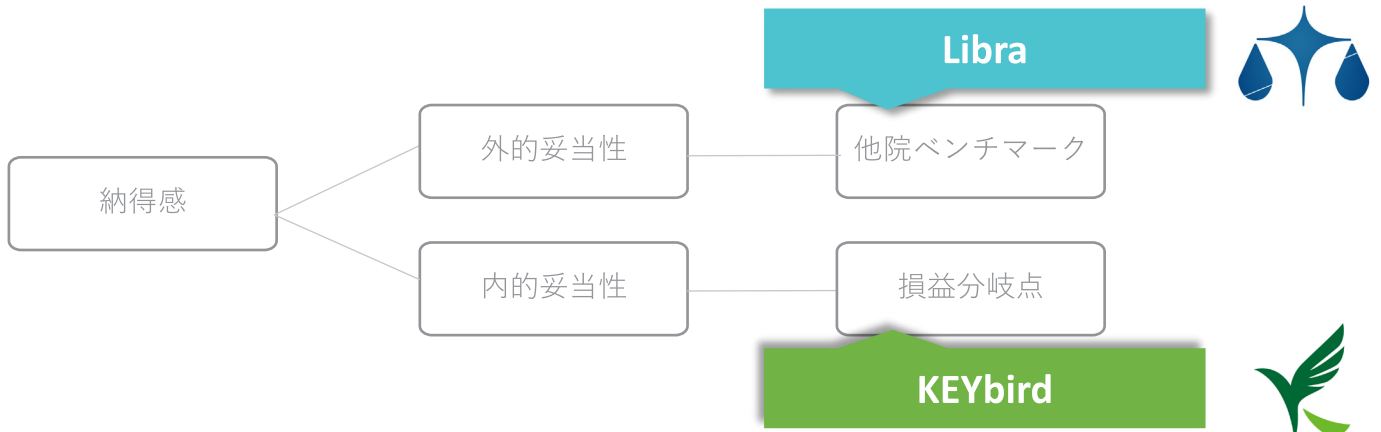 Libra
外的妥当性
他院ベンチマーク
納得感
内的妥当性
損益分岐点
KEYbird